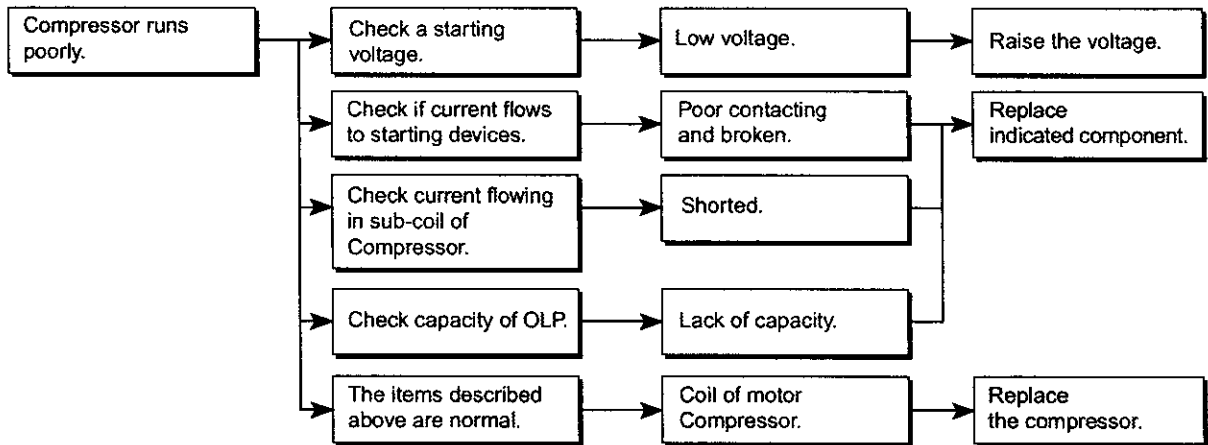 Compressor runs
poorly.
Check a starting
voltage.
Low voltage.
Raise the voltage.
Check if current flows
to starting devices.
Poor contacting
and broken.
Replace
indicated component.
Check current flowing
in sub-coil of
Compressor.
Shorted.
Check capacity of OLP.
Lack of capacity.
The items described
above are normal.
Coil of motor
Compressor.
Replace
the compressor.